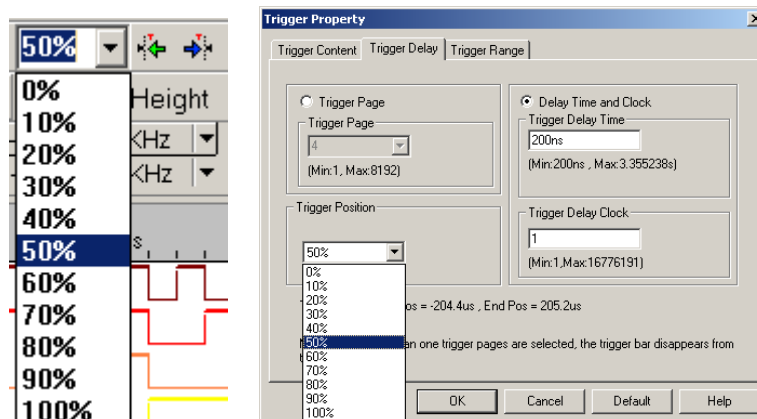 50%
0%
10%
20%
30%
40%
50%
60%
70%
80%
90%
100%
Height
KHz
KHz
s
Trigger Property
Trigger Content
Trigger Delay
Trigger Range
Trigger Page
Trigger Page
4
(Min:1, Max:8192)
Delay Time and Clock
Trigger Delay Time
200ns
(Min:200ns , Max:3.355238s)
Trigger Position
50%
0%
10%
20%
30%
40%
50%
60%
70%
80%
90%
100%
Trigger Delay Clock
1
(Min:1,Max:16776191)
os = -204.4us , End Pos = 205.2us
an one trigger pages are selected, the trigger bar disappears from
OK
Cancel
Default
Help